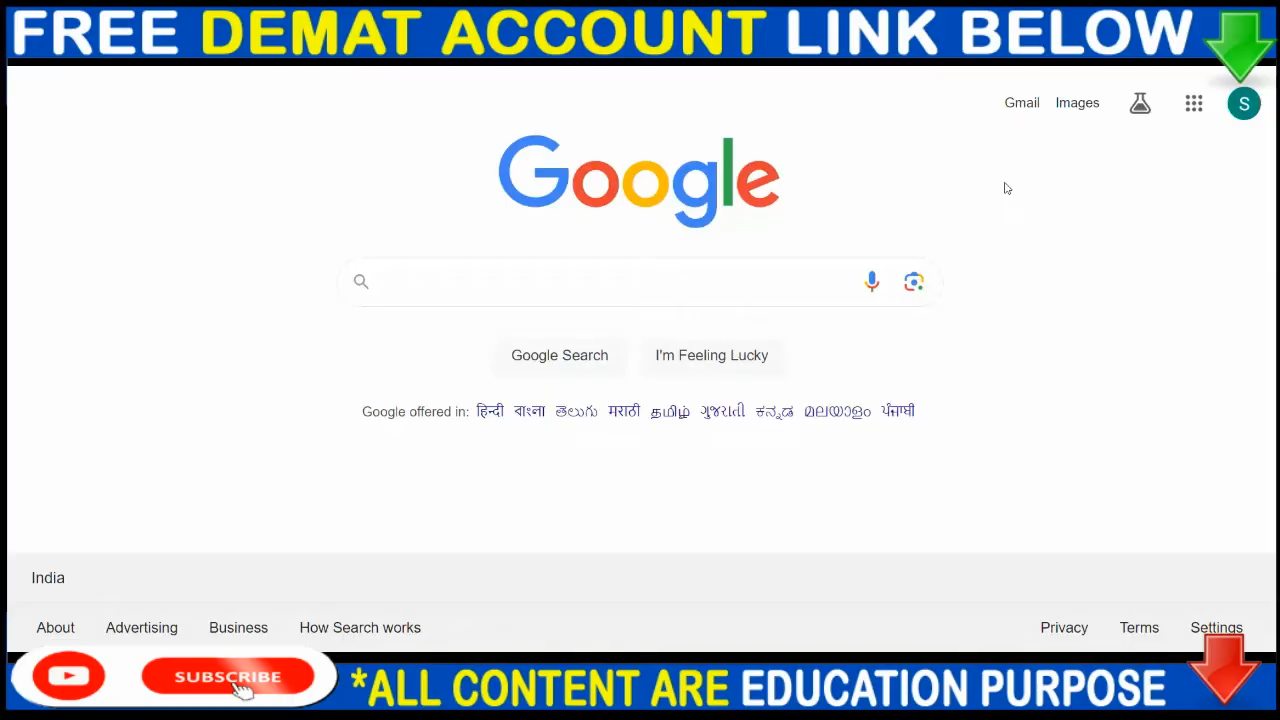 FREE DEMAT ACCOUNT LINK BELOW
Gmail Images S
Google
Google Search I'm Feeling Lucky
Google offered in: हिन्दी বাংলা తెలుగు मराठी தமிழ் ગુજરાતી ಕನ್ನಡ മലയാളം ਪੰਜਾਬੀ
India
About Advertising Business How Search works Privacy Terms Settings
SUBSCRIBE
*ALL CONTENT ARE EDUCATION PURPOSE